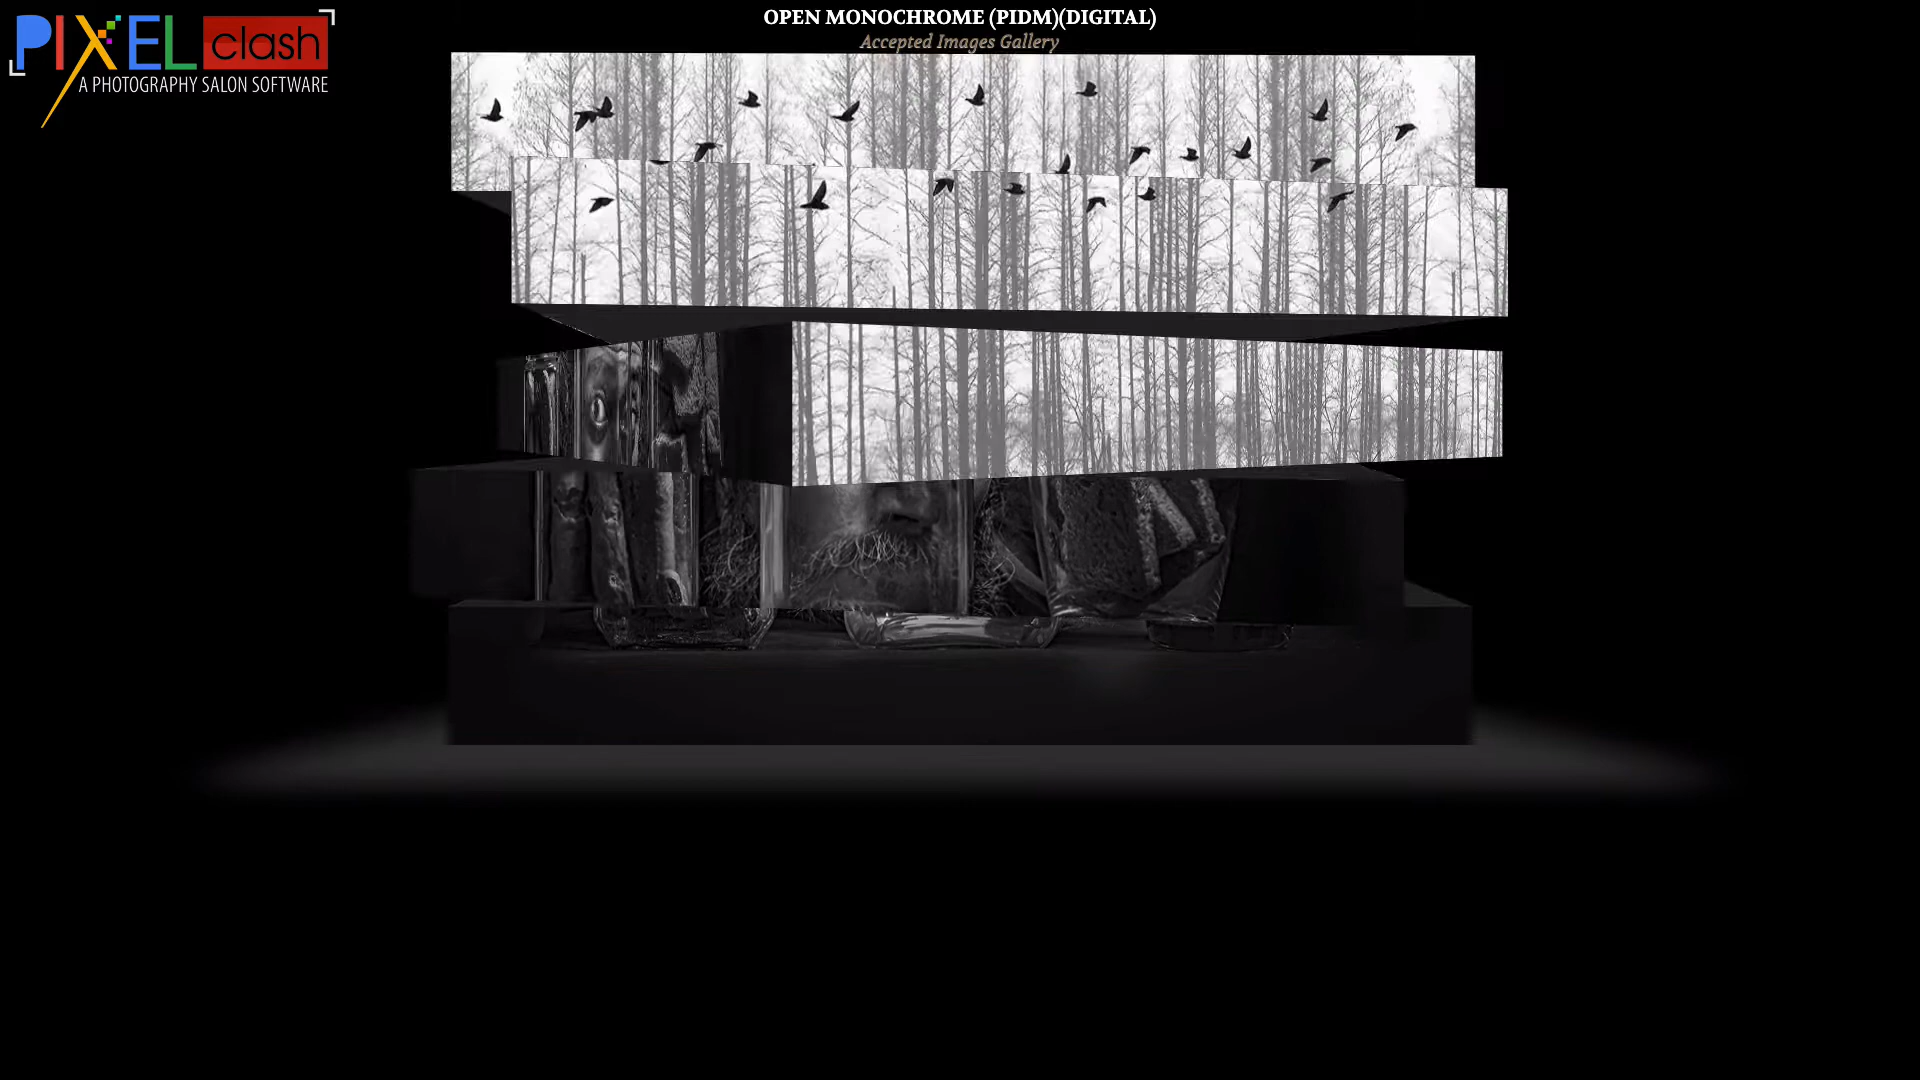 PIXEL clash
A PHOTOGRAPHY SALON SOFTWARE
OPEN MONOCHROME (PIDM)(DIGITAL)
Accepted Images Gallery